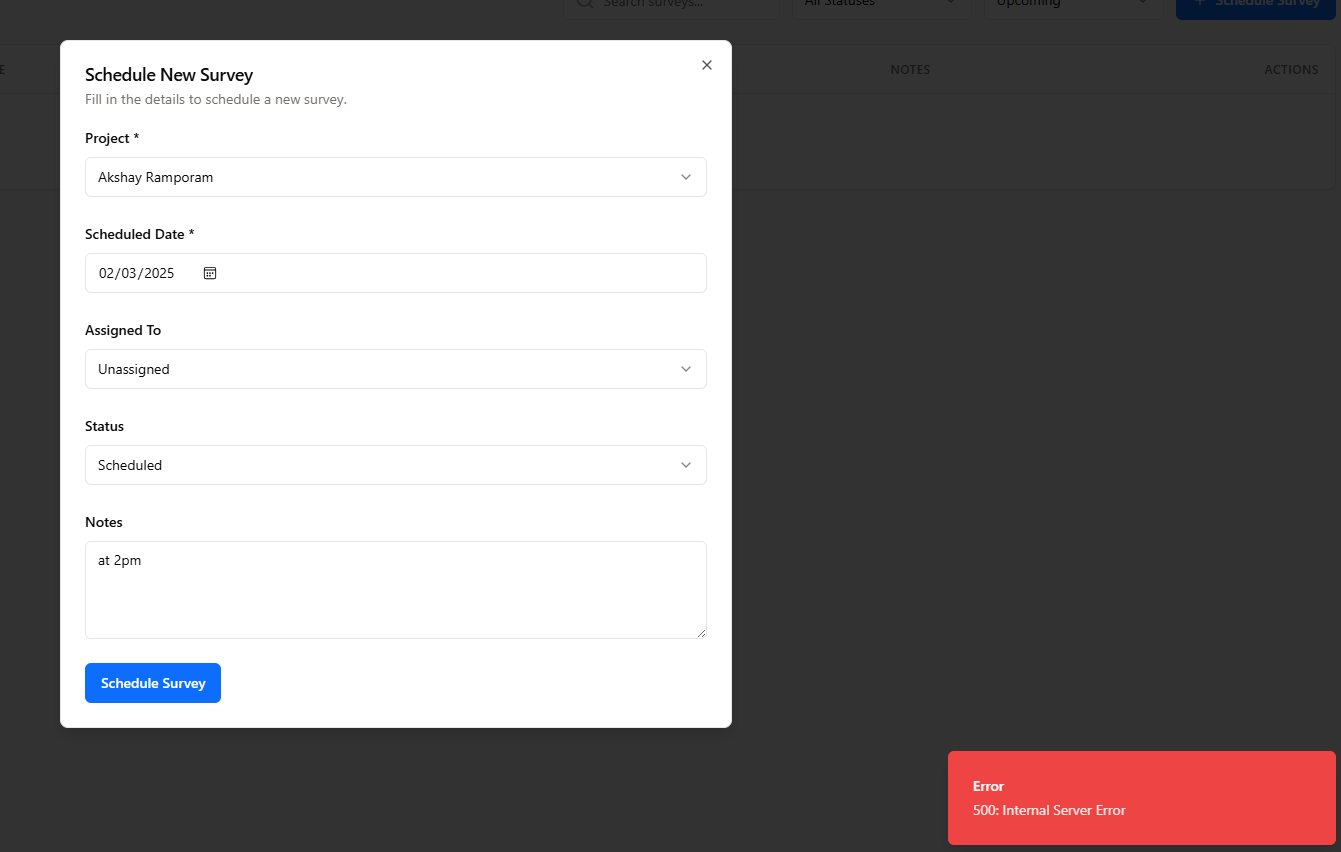 Search surveys...
All Statuses
Upcoming
+ Schedule Survey
E
NOTES
ACTIONS
Schedule New Survey
Fill in the details to schedule a new survey.
Project *
Akshay Ramporam
Scheduled Date *
02/03/2025
Assigned To
Unassigned
Status
Scheduled
Notes
at 2pm
Schedule Survey
Error
500: Internal Server Error